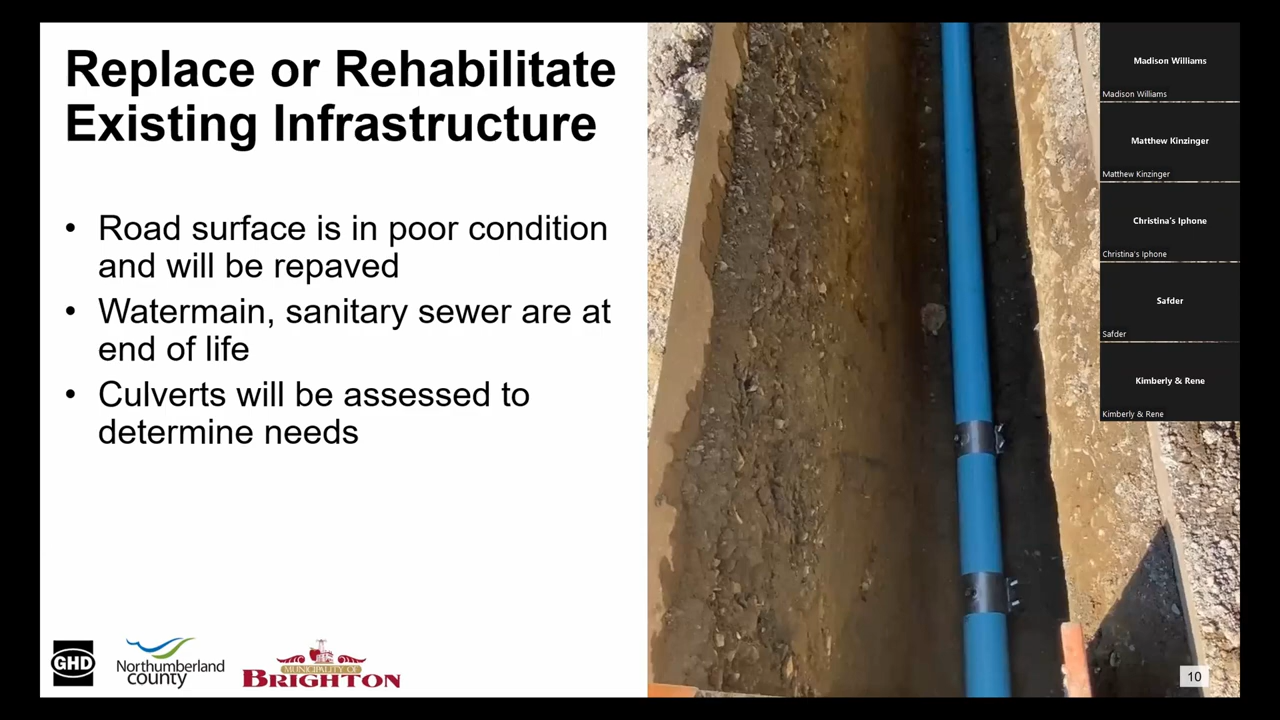 Replace or Rehabilitate
Existing Infrastructure
• Road surface is in poor condition
and will be repaved
• Watermain, sanitary sewer are at
end of life
• Culverts will be assessed to
determine needs
GHD
Northumberland
county
MUNICIPALITY OF
BRIGHTON
Madison Williams
Madison Williams
Matthew Kinzinger
Matthew Kinzinger
Christina's Iphone
Christina's Iphone
Safder
Safder
Kimberly & Rene
Kimberly & Rene
10